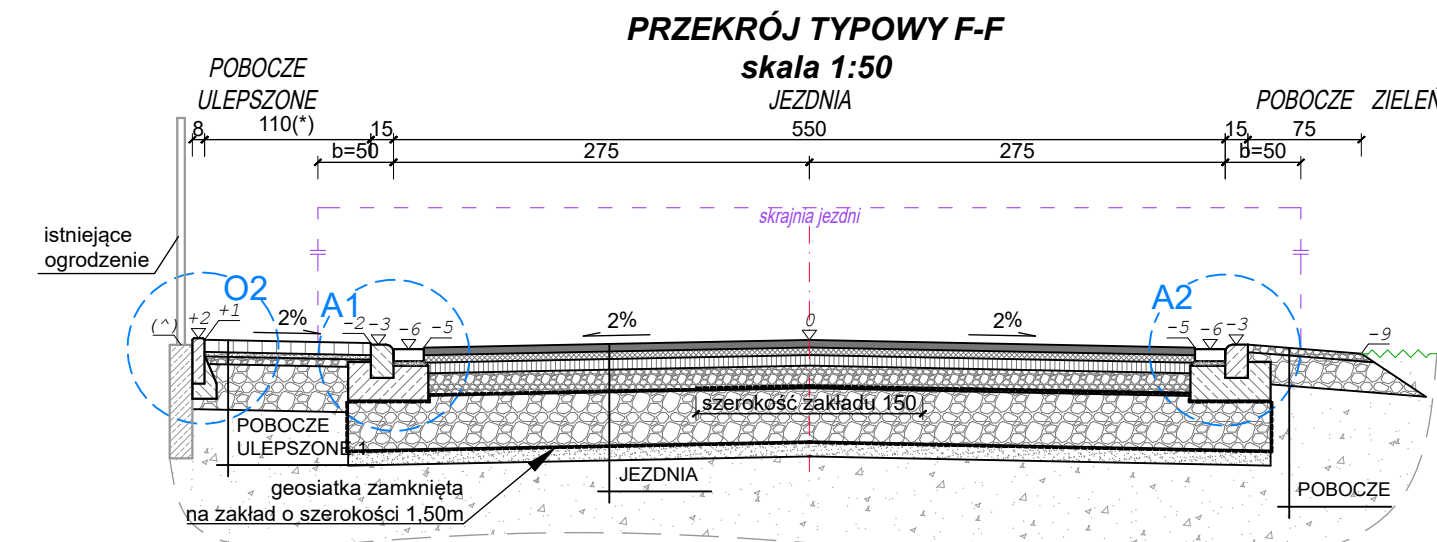 PRZEKRÓJ TYPOWY F-F
skala 1:50
POBOCZE
ULEPSZONE
JEZDNIA
POBOCZE ZIELEŃ
8 110(*) 15 550 15 75
b=50 275 275 b=50
skrajnia jezdni
istniejące
ogrodzenie
O2 A1 A2
(^) +2 +1 2% -2 -3 -6 -5 2% 0 2% -5 -6 -3 -9
szerokość zakładu 150
POBOCZE
ULEPSZONE 1
JEZDNIA
geosiatka zamknięta
na zakład o szerokości 1,50m
POBOCZE